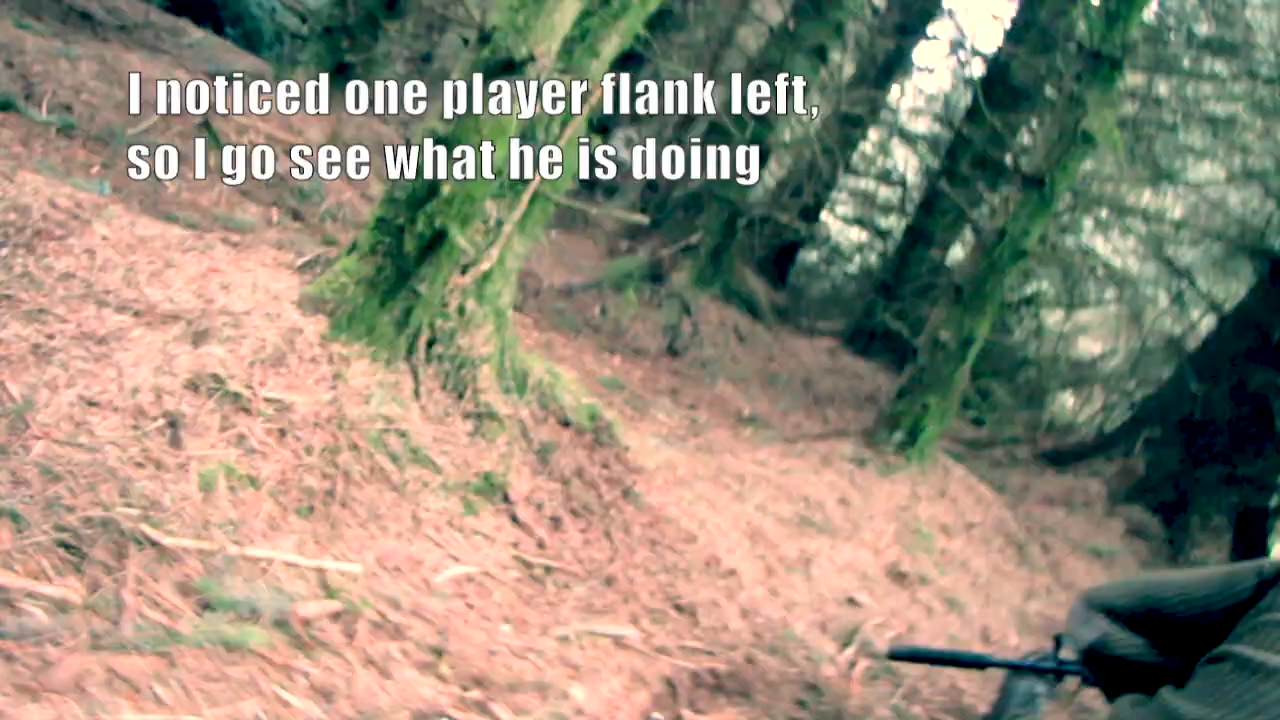 I noticed one player flank left,
so I go see what he is doing